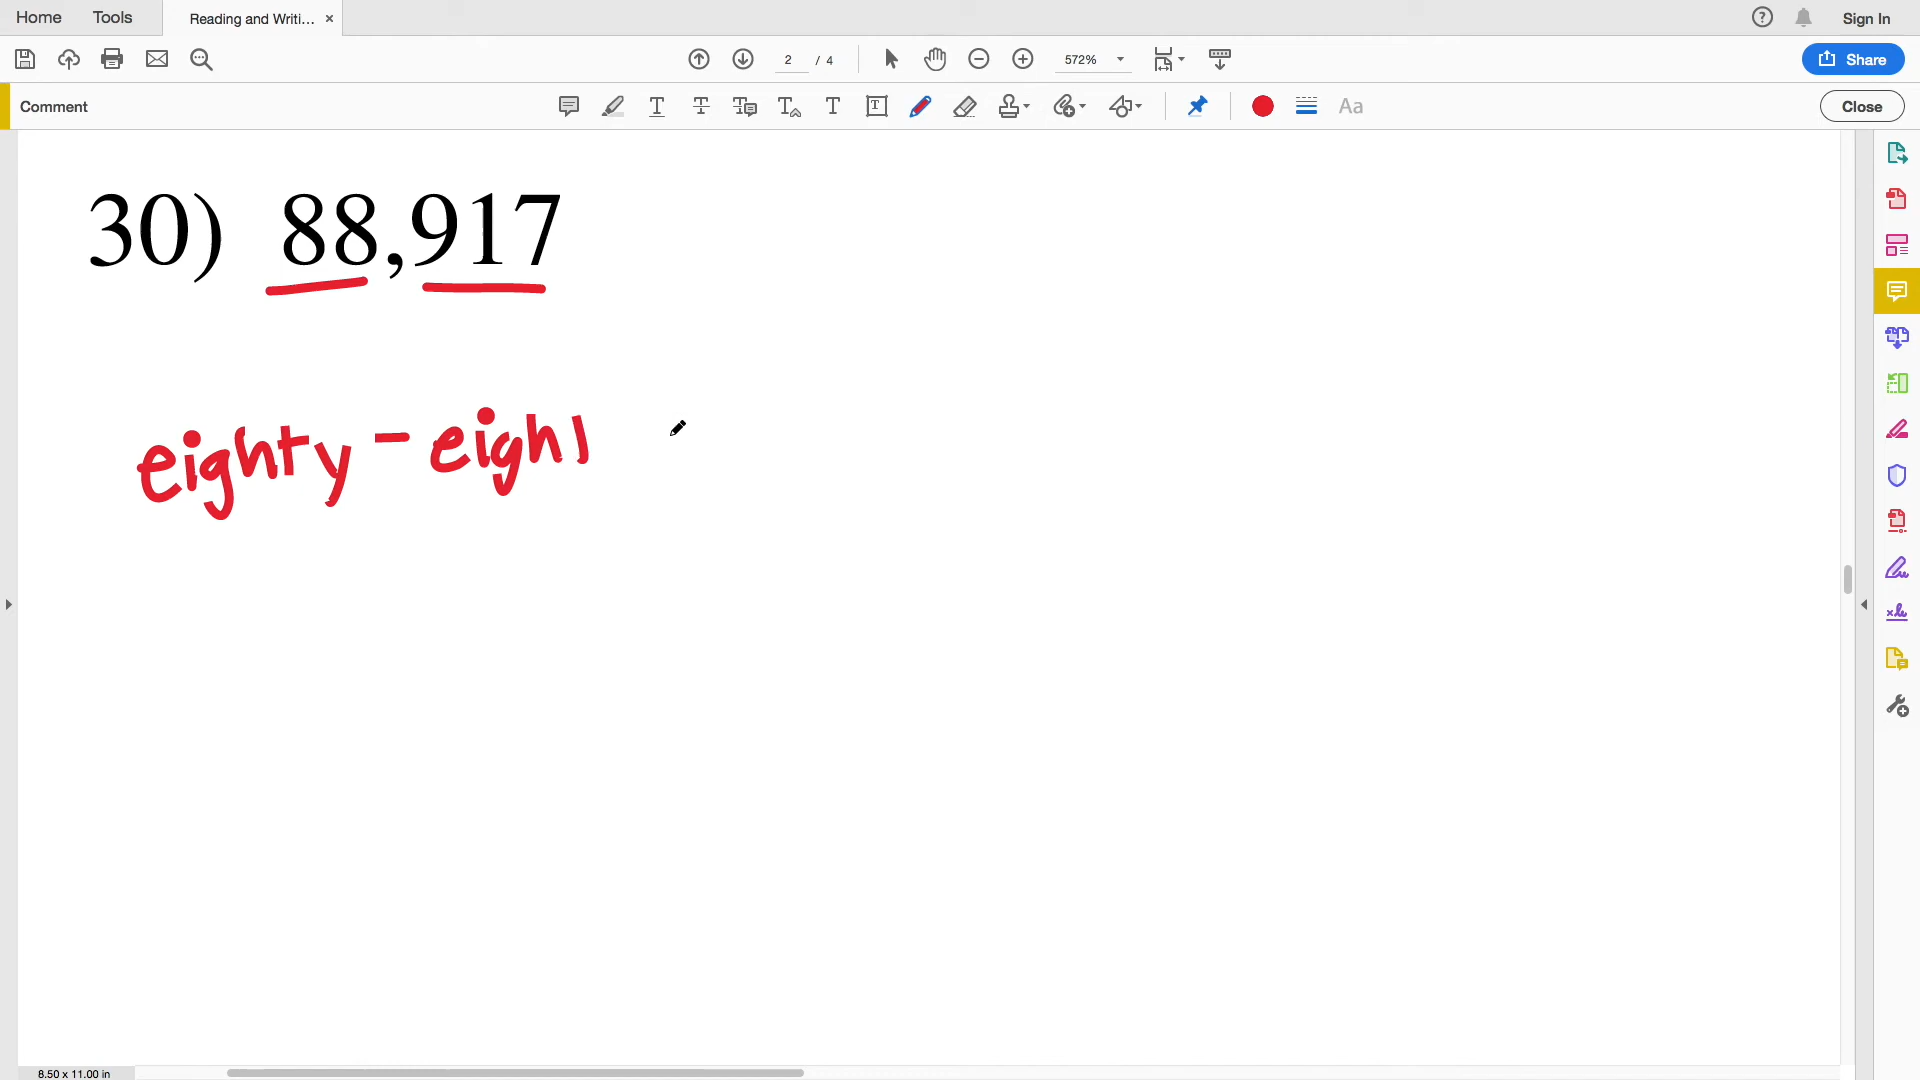 Home Tools Reading and Writi... × Sign In
2 / 4 572% Share
Comment T T T T T T Aa Close
30) 88,917
eighty-eigh
8.50 x 11.00 in